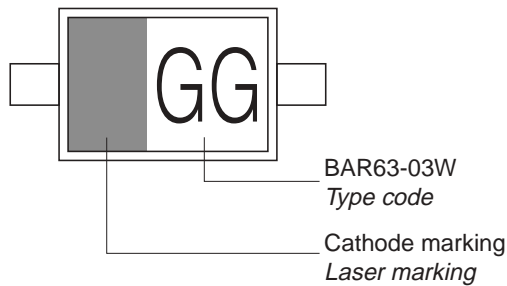 GG
BAR63-03W
Type code
Cathode marking
Laser marking